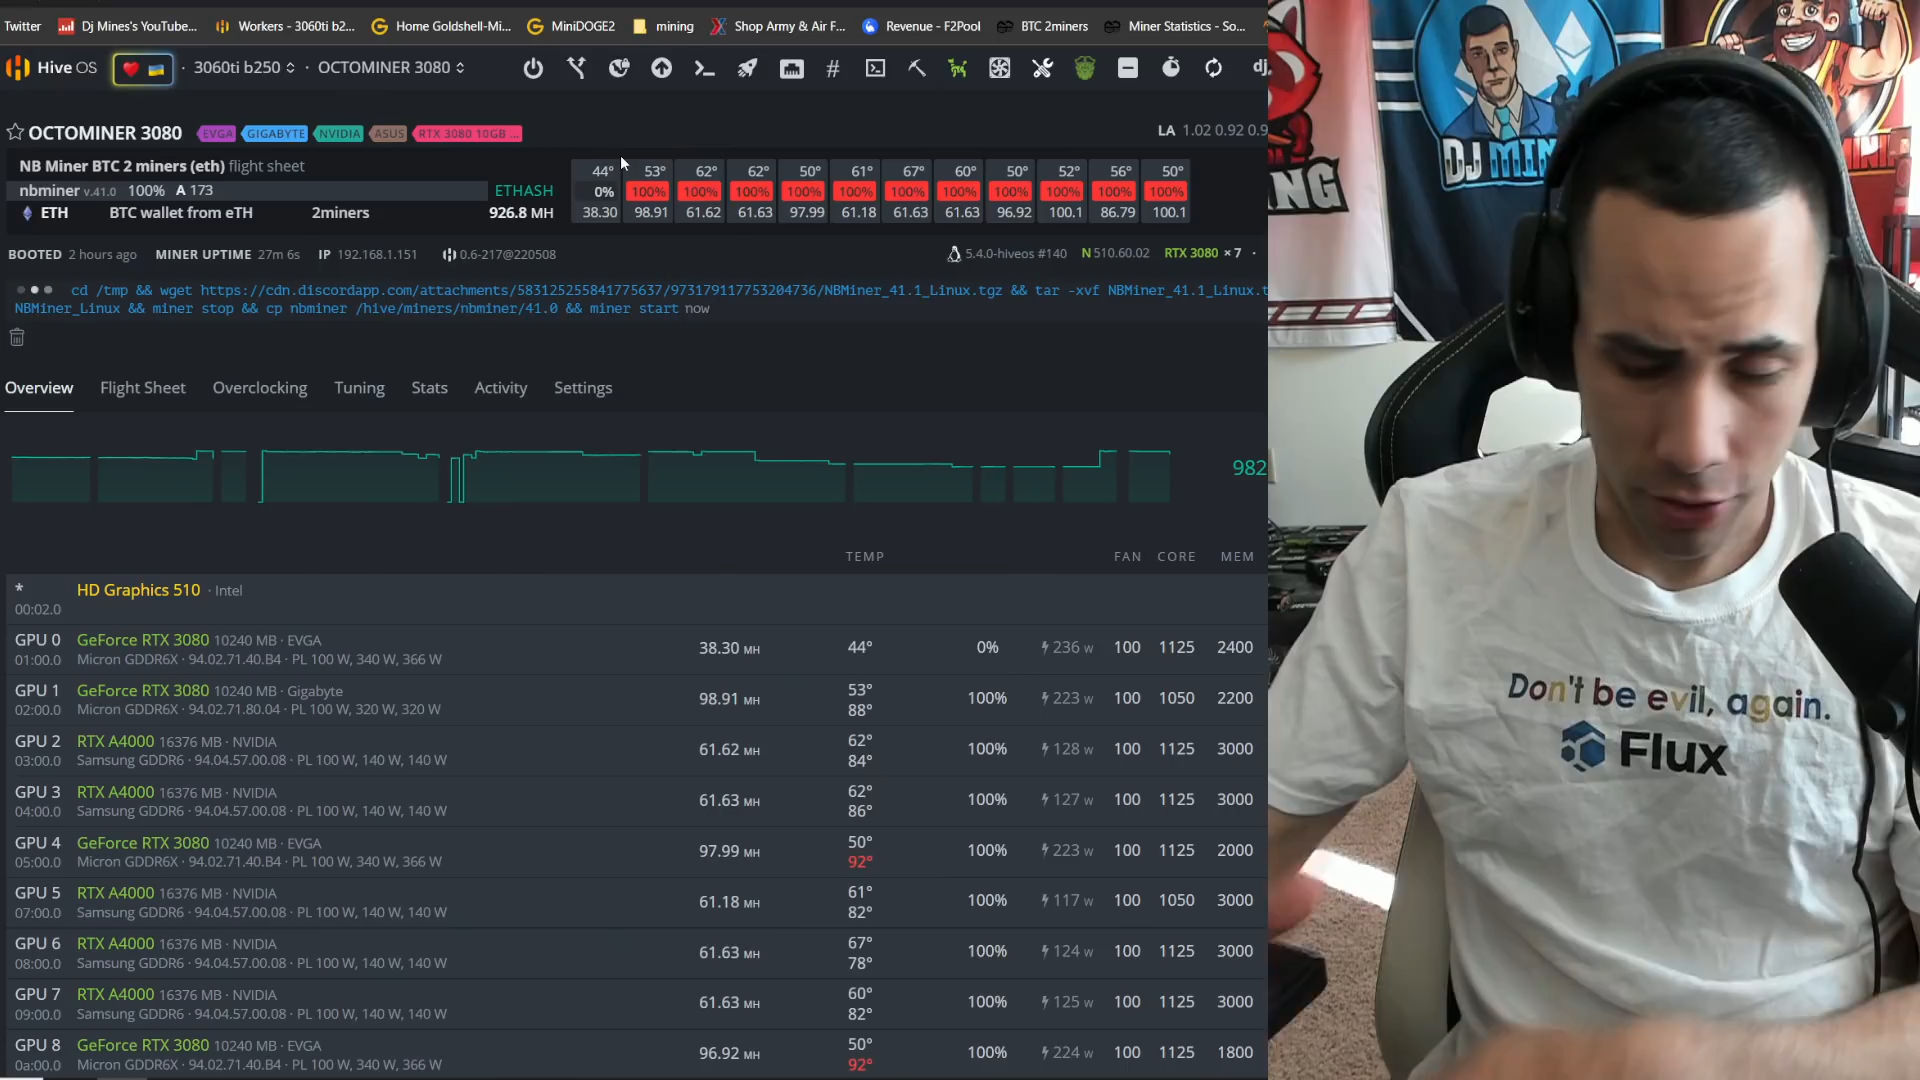 Twitter Dj Mines's YouTube... Workers - 3060ti b2... Home Goldshell-Mi... MiniDOGE2 mining Shop Army & Air F... Revenue - F2Pool BTC 2miners Miner Statistics - So...
Hive OS 3060ti b250 OCTOMINER 3080 # dj
OCTOMINER 3080 EVGA GIGABYTE NVIDIA ASUS RTX 3080 10GB ... LA 1.02 0.92 0.9
NB Miner BTC 2 miners (eth) flight sheet
44° 53° 62° 62° 50° 61° 67° 60° 50° 52° 56° 50°
nbminer v.41.0 100% A 173 ETHASH 0% 100% 100% 100% 100% 100% 100% 100% 100% 100% 100% 100%
ETH BTC wallet from eTH 2miners 926.8 MH 38.30 98.91 61.62 61.63 97.99 61.18 61.63 61.63 96.92 100.1 86.79 100.1
BOOTED 2 hours ago MINER UPTIME 27m 6s IP 192.168.1.151 0.6-217@220508 5.4.0-hiveos #140 N 510.60.02 RTX 3080 × 7 ·
cd /tmp && wget https://cdn.discordapp.com/attachments/583125255841775637/973179117753204736/NBMiner_41.1_Linux.tgz && tar -xvf NBMiner_41.1_Linux.t
NBMiner_Linux && miner stop && cp nbminer /hive/miners/nbminer/41.0 && miner start now
Overview Flight Sheet Overclocking Tuning Stats Activity Settings
982
TEMP FAN CORE MEM
* HD Graphics 510 · Intel
00:02.0
GPU 0 GeForce RTX 3080 10240 MB · EVGA 38.30 MH 44° 0% 236 W 100 1125 2400
01:00.0 Micron GDDR6X · 94.02.71.40.B4 · PL 100 W, 340 W, 366 W
GPU 1 GeForce RTX 3080 10240 MB · Gigabyte 98.91 MH 53° 100% 223 W 100 1050 2200
02:00.0 Micron GDDR6X · 94.02.71.80.04 · PL 100 W, 320 W, 320 W 88°
GPU 2 RTX A4000 16376 MB · NVIDIA 61.62 MH 62° 100% 128 W 100 1125 3000
03:00.0 Samsung GDDR6 · 94.04.57.00.08 · PL 100 W, 140 W, 140 W 84°
GPU 3 RTX A4000 16376 MB · NVIDIA 61.63 MH 62° 100% 127 W 100 1125 3000
04:00.0 Samsung GDDR6 · 94.04.57.00.08 · PL 100 W, 140 W, 140 W 86°
GPU 4 GeForce RTX 3080 10240 MB · EVGA 97.99 MH 50° 100% 223 W 100 1125 2000
05:00.0 Micron GDDR6X · 94.02.71.40.B4 · PL 100 W, 340 W, 366 W 92°
GPU 5 RTX A4000 16376 MB · NVIDIA 61.18 MH 61° 100% 117 W 100 1050 3000
07:00.0 Samsung GDDR6 · 94.04.57.00.08 · PL 100 W, 140 W, 140 W 82°
GPU 6 RTX A4000 16376 MB · NVIDIA 61.63 MH 67° 100% 124 W 100 1125 3000
08:00.0 Samsung GDDR6 · 94.04.57.00.08 · PL 100 W, 140 W, 140 W 78°
GPU 7 RTX A4000 16376 MB · NVIDIA 61.63 MH 60° 100% 125 W 100 1125 3000
09:00.0 Samsung GDDR6 · 94.04.57.00.08 · PL 100 W, 140 W, 140 W 82°
GPU 8 GeForce RTX 3080 10240 MB · EVGA 96.92 MH 50° 100% 224 W 100 1125 1800
0a:00.0 Micron GDDR6X · 94.02.71.40.B4 · PL 100 W, 340 W, 366 W 92°
DJ MIN
NG
Don't be evil, again.
Flux